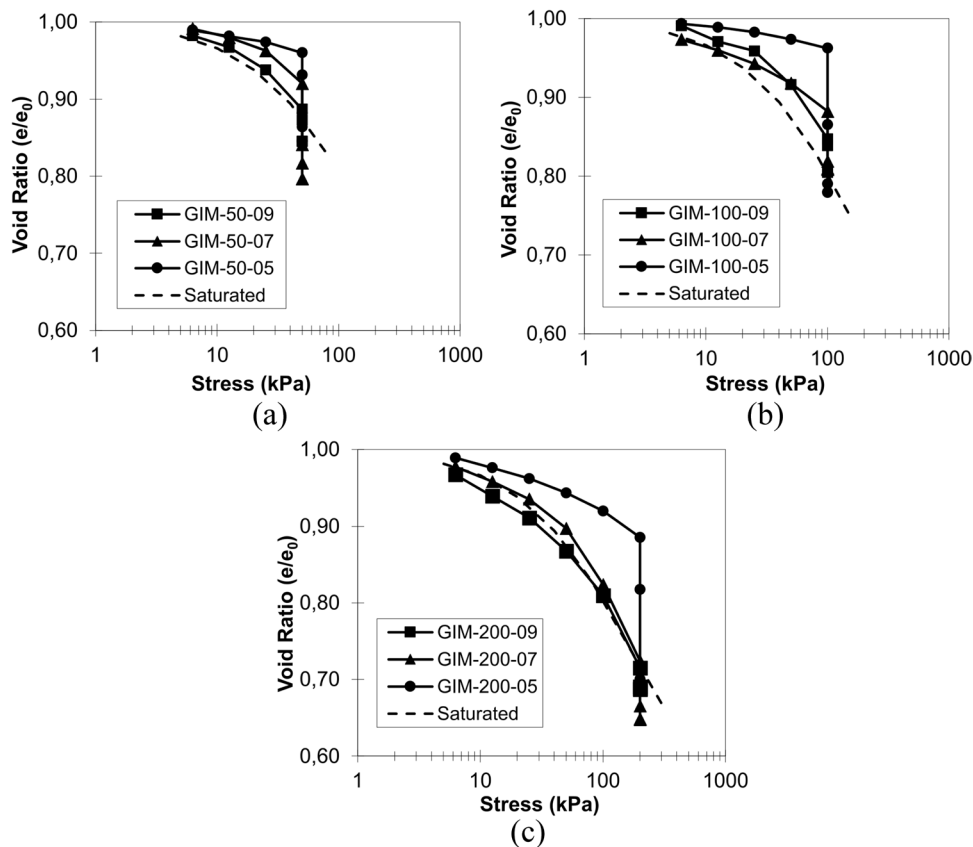 1,00
0,90
0,80
0,70
0,60
Void Ratio (e/e0)
GIM-50-09
GIM-50-07
GIM-50-05
Saturated
1 10 100 1000
Stress (kPa)
(a)
1,00
0,90
0,80
0,70
0,60
Void Ratio (e/e0)
GIM-100-09
GIM-100-07
GIM-100-05
Saturated
1 10 100 1000
Stress (kPa)
(b)
1,00
0,90
0,80
0,70
0,60
Void Ratio (e/e0)
GIM-200-09
GIM-200-07
GIM-200-05
Saturated
1 10 100 1000
Stress (kPa)
(c)